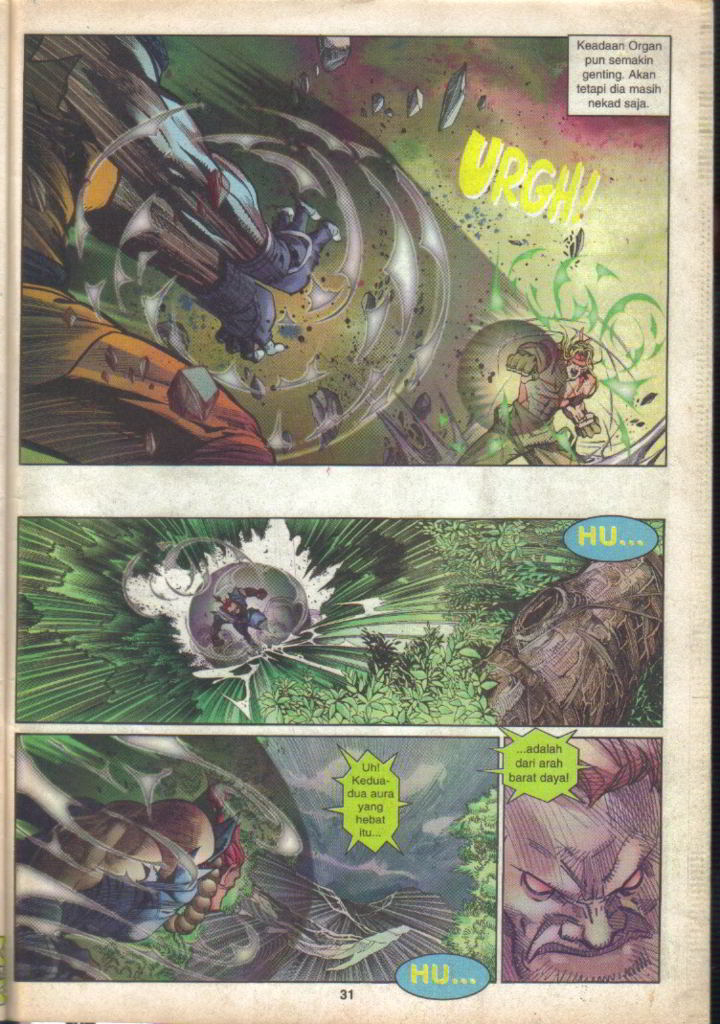 Keadaan Organ
pun semakin
genting. Akan
tetapi dia masih
nekad saja.
URGH!
HU...
Uh!
Kedua-
dua aura
yang
hebat
itu...
...adalah
dari arah
barat daya!
HU...
31